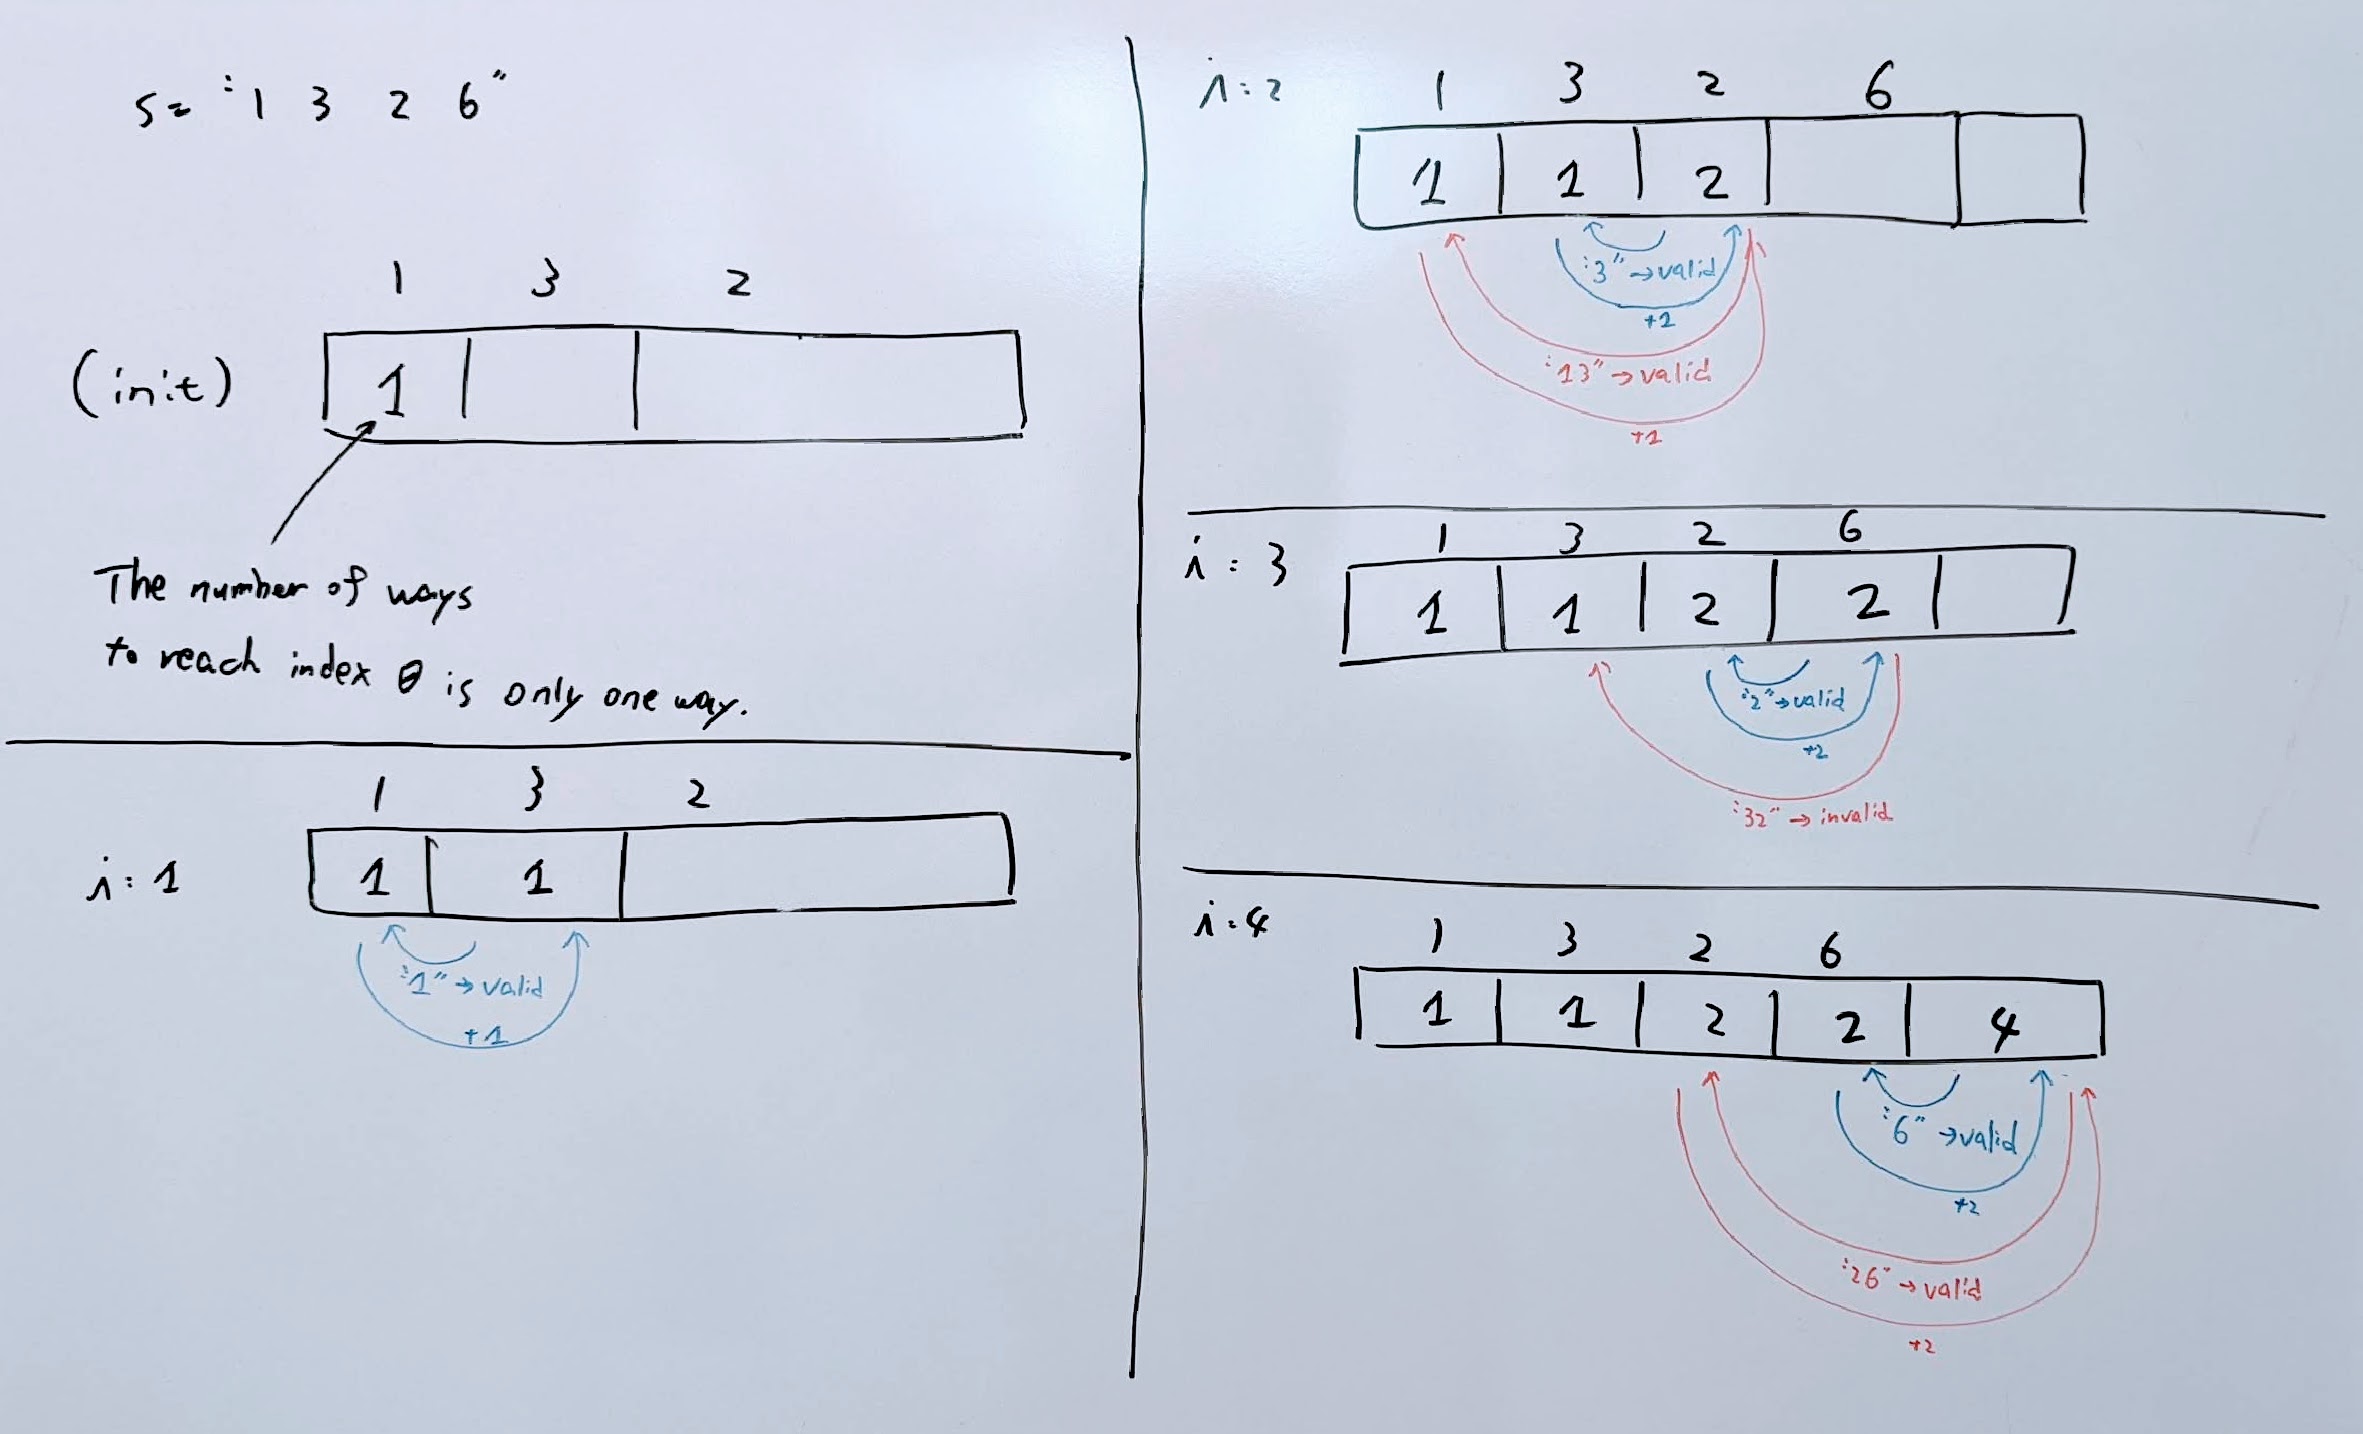 s = "1 3 2 6"
1 3 2
(init) 1
The number of ways
to reach index 0 is only one way.
1 3 2
i: 1 1 1
"1" → valid
+1
i: 2 1 3 2 6
1 1 2
"3" → valid
+1
"13" → valid
+1
1 3 2 6
i: 3
1 1 2 2
"2" → valid
+2
"32" → invalid
i: 4
1 3 2 6
1 1 2 2 4
"6" → valid
+2
"26" → valid
+2